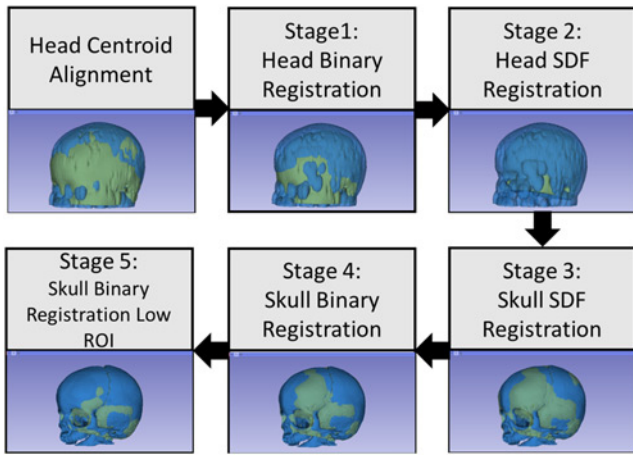 Head Centroid
Alignment
Stage1:
Head Binary
Registration
Stage 2:
Head SDF
Registration
Stage 5:
Skull Binary
Registration Low
ROI
Stage 4:
Skull Binary
Registration
Stage 3:
Skull SDF
Registration